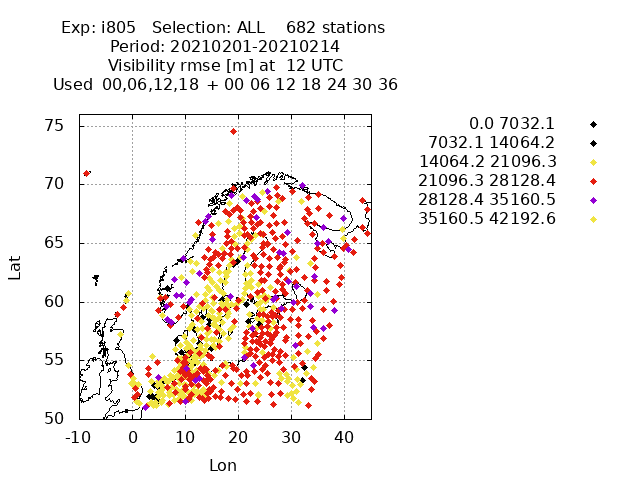 Exp: i805   Selection: ALL    682 stations
Period: 20210201-20210214
Visibility rmse [m] at  12 UTC
Used  00,06,12,18 + 00 06 12 18 24 30 36
0.0 7032.1
7032.1 14064.2
14064.2 21096.3
21096.3 28128.4
28128.4 35160.5
35160.5 42192.6
75
70
65
60
55
50
Lat
-10 0 10 20 30 40
Lon